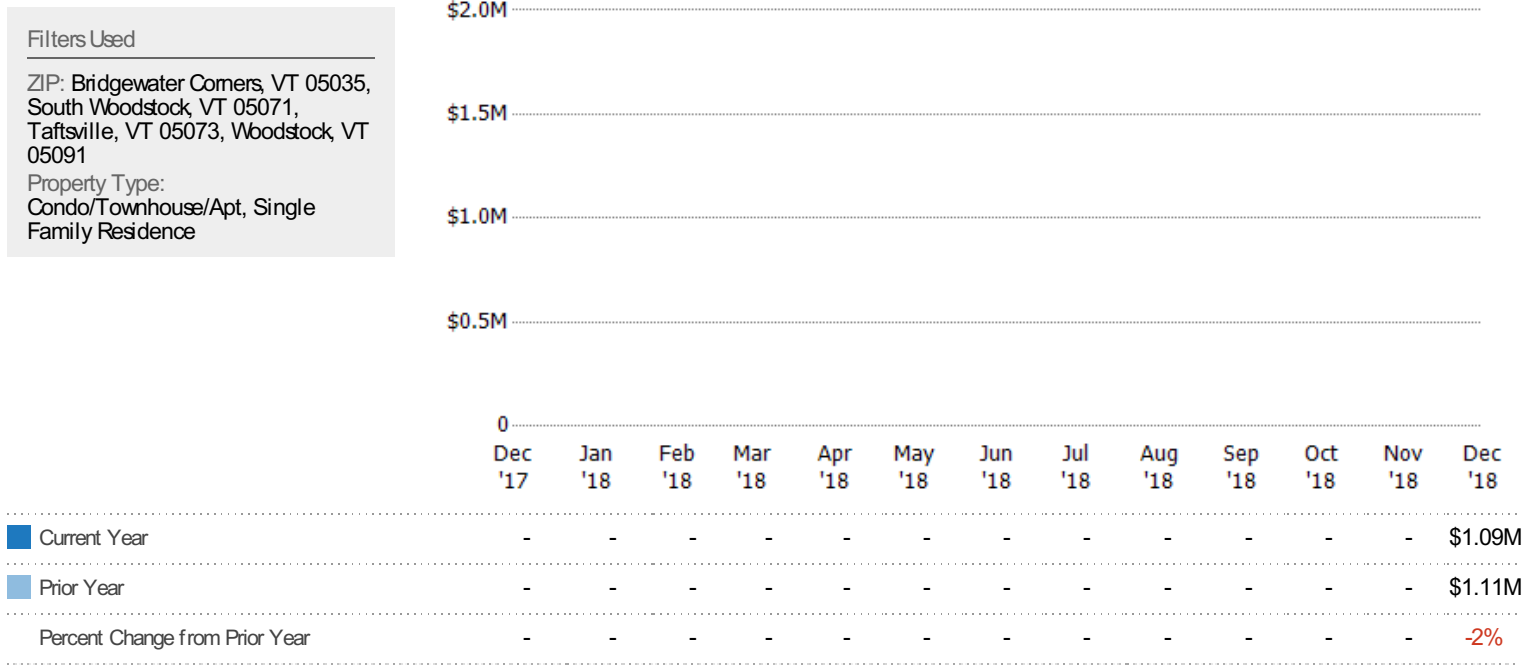 Filters Used
ZIP: Bridgewater Corners, VT 05035,
South Woodstock, VT 05071,
Taftsville, VT 05073, Woodstock, VT
05091
Property Type:
Condo/Townhouse/Apt, Single
Family Residence
$2.0M
$1.5M
$1.0M
$0.5M
0
Dec '17
Jan '18
Feb '18
Mar '18
Apr '18
May '18
Jun '18
Jul '18
Aug '18
Sep '18
Oct '18
Nov '18
Dec '18
Current Year - - - - - - - - - - - - $1.09M
Prior Year - - - - - - - - - - - - $1.11M
Percent Change from Prior Year - - - - - - - - - - - - -2%